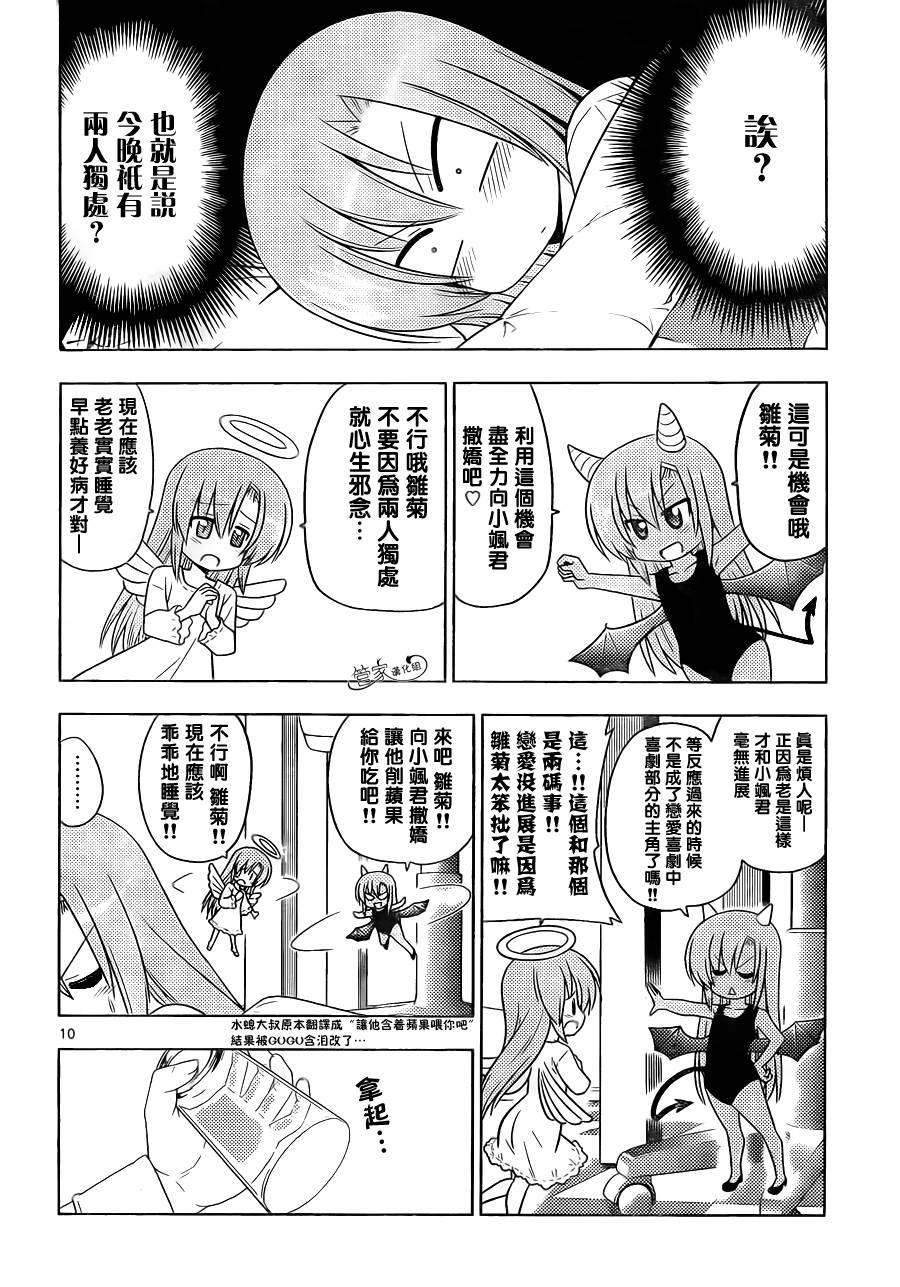 誒？
也就是説
今晚祇有
兩人獨處？
這可是機會哦
雛菊!!
利用這個機會
盡全力向小颯君
撒嬌吧♡
不行哦雛菊
不要因爲兩人獨處
就心生邪念…
現在應該
老老實實睡覺
早點養好病才對—
管家漢化組
真是煩人呢—
正因爲老是這樣
才和小颯君
毫無進展
等反應過來的時候
不是成了戀愛喜劇中
喜劇部分的主角了嗎!!
這…!!這個和那個
是兩碼事!!
戀愛没進展是因爲
雛菊太笨拙了嘛!!
來吧 雛菊!!
向小颯君撒嬌
讓他削蘋果
給你吃吧!!
不行啊 雛菊!!
現在應該
乖乖地睡覺!!
………
水螅大叔原本翻譯成“讓他含着蘋果喂你吧”
結果被GUGU含泪改了…
10
拿起…